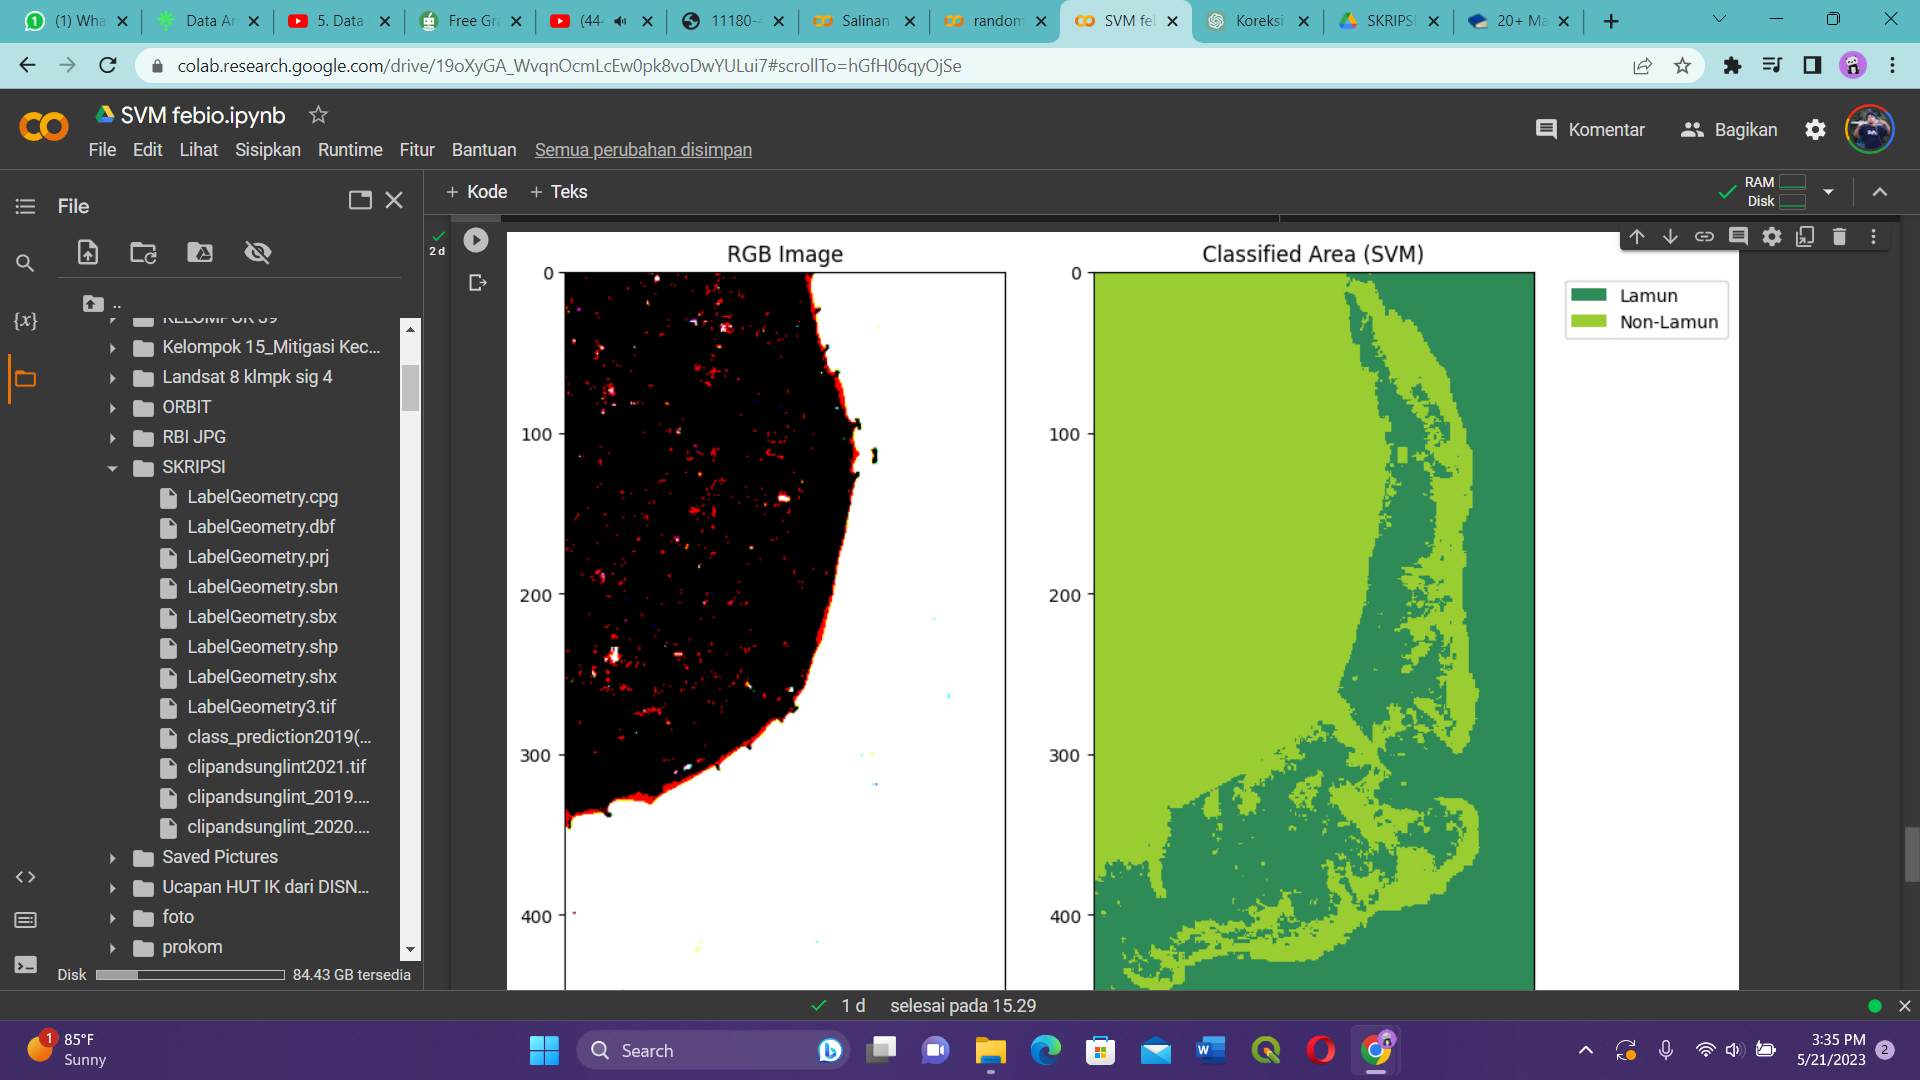 (1) Wha
Data An
5. Data
Free Gr
(44
11180-
Salinan
random
SVM fe
Koreksi
SKRIPS
20+ Ma
colab.research.google.com/drive/19oXyGA_WvqnOcmLcEw0pk8voDwYULui7#scrollTo=hGfH06qyOjSe
SVM febio.ipynb
File Edit Lihat Sisipkan Runtime Fitur Bantuan Semua perubahan disimpan
Komentar
Bagikan
+ Kode + Teks
RAM
Disk
File
{x}
..
KELOMPOK 39
Kelompok 15_Mitigasi Kec...
Landsat 8 klmpk sig 4
ORBIT
RBI JPG
SKRIPSI
LabelGeometry.cpg
LabelGeometry.dbf
LabelGeometry.prj
LabelGeometry.sbn
LabelGeometry.sbx
LabelGeometry.shp
LabelGeometry.shx
LabelGeometry3.tif
class_prediction2019(...
clipandsunglint2021.tif
clipandsunglint_2019....
clipandsunglint_2020....
Saved Pictures
Ucapan HUT IK dari DISN...
foto
prokom
Disk 84.43 GB tersedia
2 d
RGB Image
0
100
200
300
400
Classified Area (SVM)
0
100
200
300
400
Lamun
Non-Lamun
1 d selesai pada 15.29
1
85°F
Sunny
Search
3:35 PM
5/21/2023
2